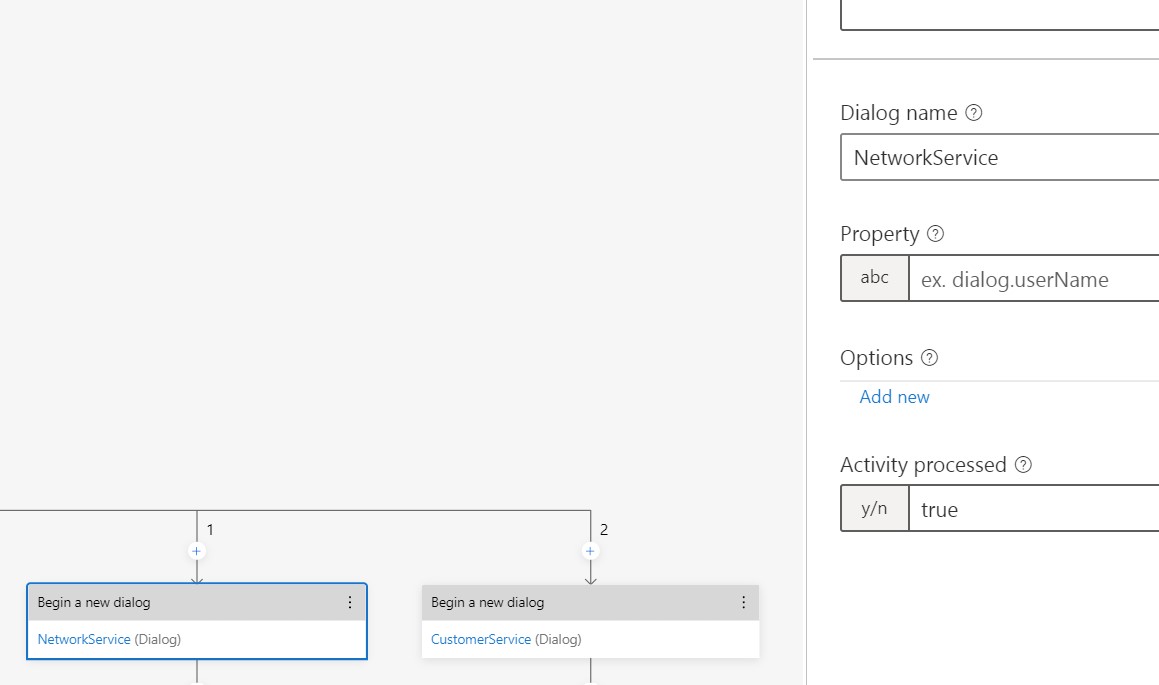 Dialog name
NetworkService
Property
abc ex. dialog.userName
Options
Add new
Activity processed
y/n true
1
2
Begin a new dialog
NetworkService (Dialog)
Begin a new dialog
CustomerService (Dialog)